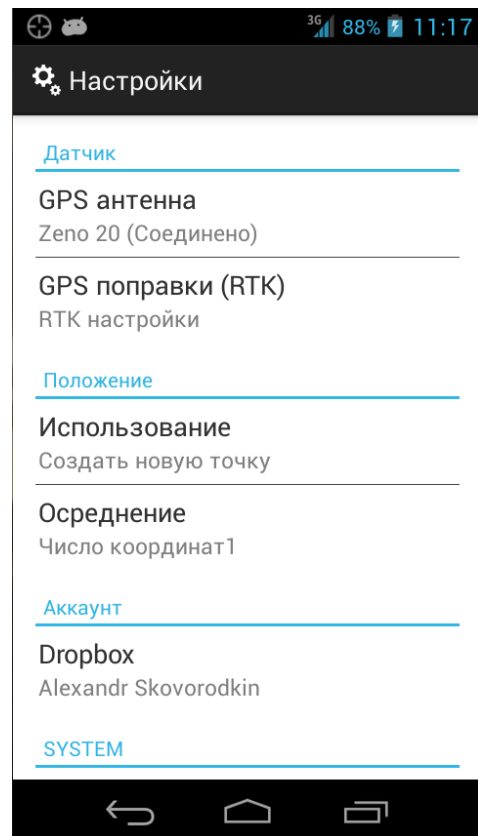 3G 88% 11:17
Настройки
Датчик
GPS антенна
Zeno 20 (Соединено)
GPS поправки (RTK)
RTK настройки
Положение
Использование
Создать новую точку
Осреднение
Число координат1
Аккаунт
Dropbox
Alexandr Skovorodkin
SYSTEM